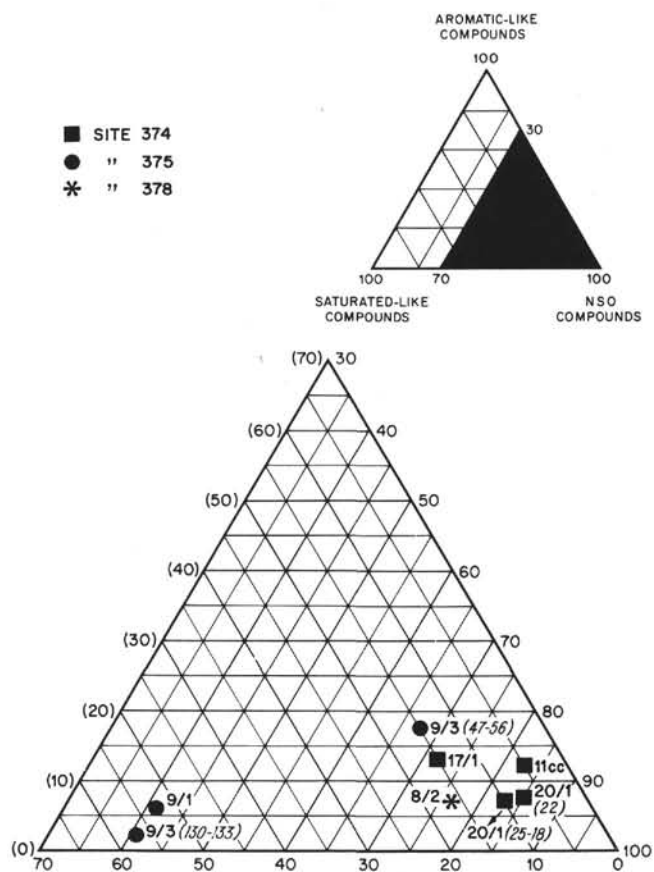 AROMATIC-LIKE
COMPOUNDS
100
■ SITE 374
● " 375
* " 378
30
100 70 100
SATURATED-LIKE
COMPOUNDS
NSO
COMPOUNDS
(70) 30
(60) 40
(50) 50
(40) 60
(30) 70
(20) 80
9/3 (47-56)
17/1
11cc
(10) 90
9/1
8/2
20/1
(22)
9/3 (130-133)
20/1 (25-18)
(0) 100
70 60 50 40 30 20 10 0